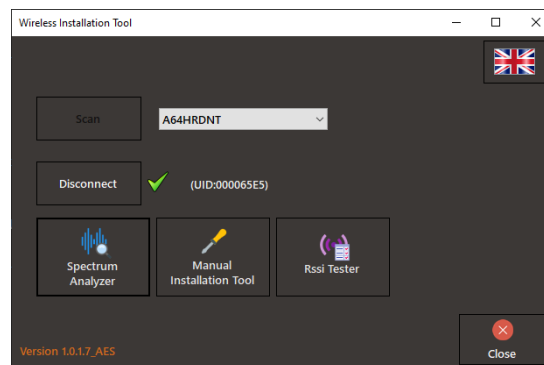 Wireless Installation Tool
Scan
A64HRDNT
Disconnect
(UID:000065E5)
Spectrum
Analyzer
Manual
Installation Tool
Rssi Tester
Version 1.0.1.7_AES
Close